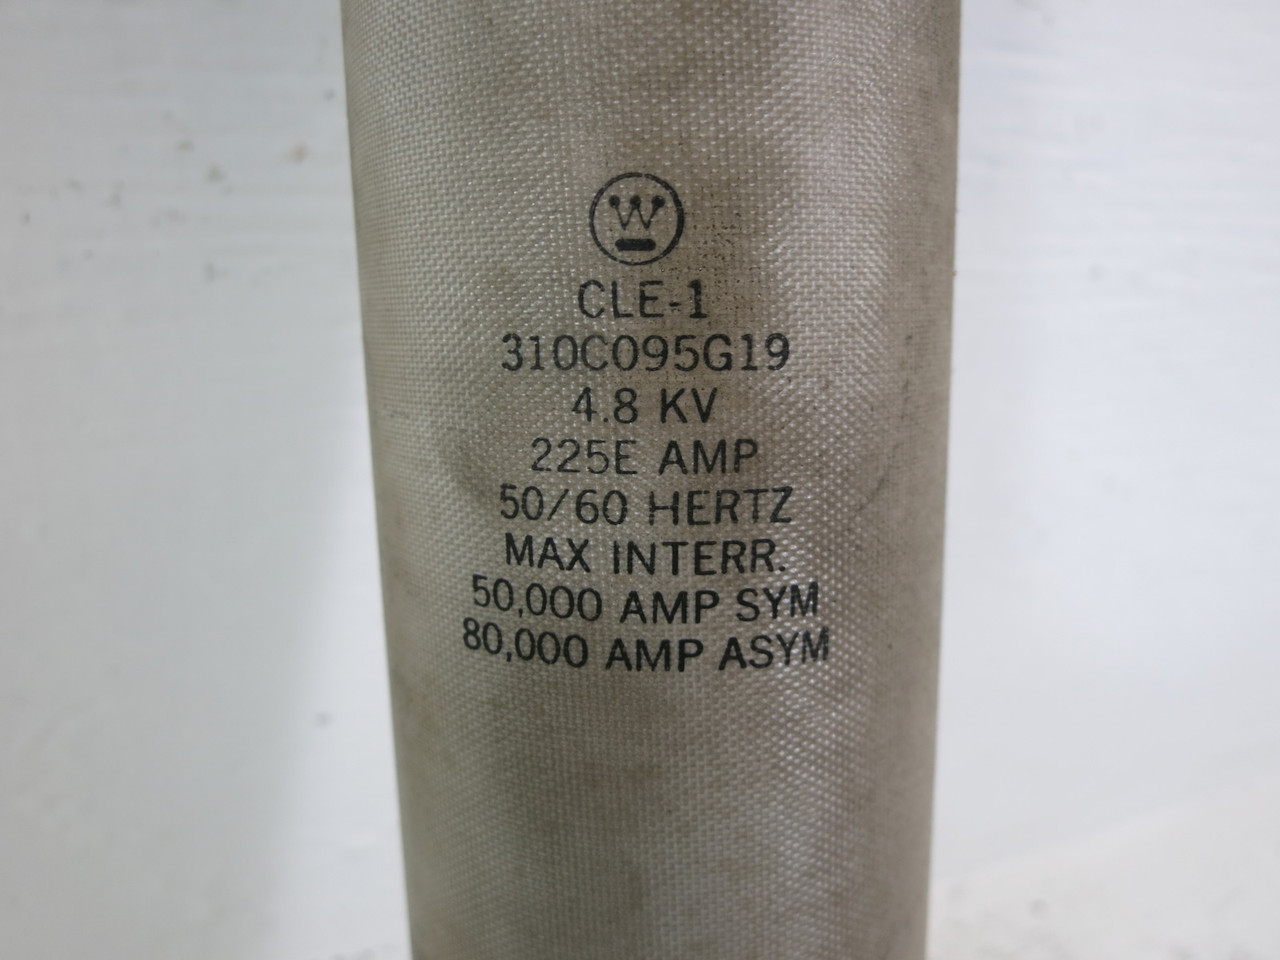 W
CLE-1
310C095G19
4.8 KV
225E AMP
50/60 HERTZ
MAX INTERR.
50,000 AMP SYM
80,000 AMP ASYM